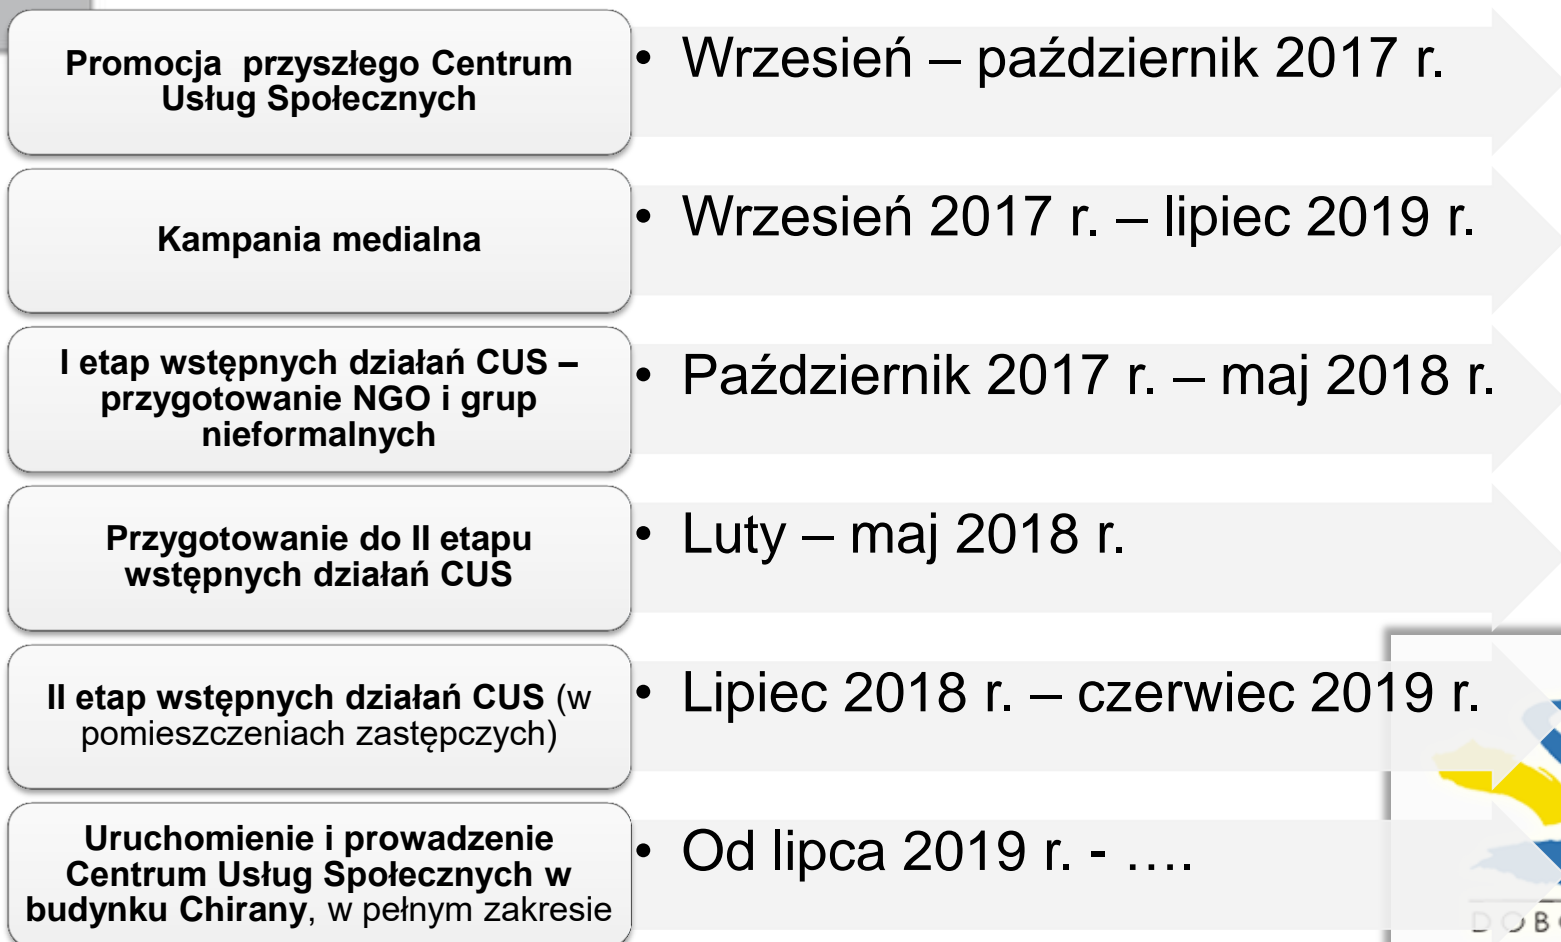 Promocja przyszłego Centrum
Usług Społecznych
• Wrzesień – październik 2017 r.
Kampania medialna
• Wrzesień 2017 r. – lipiec 2019 r.
I etap wstępnych działań CUS –
przygotowanie NGO i grup
nieformalnych
• Październik 2017 r. – maj 2018 r.
Przygotowanie do II etapu
wstępnych działań CUS
• Luty – maj 2018 r.
II etap wstępnych działań CUS (w
pomieszczeniach zastępczych)
• Lipiec 2018 r. – czerwiec 2019 r.
Uruchomienie i prowadzenie
Centrum Usług Społecznych w
budynku Chirany, w pełnym zakresie
• Od lipca 2019 r. - ….